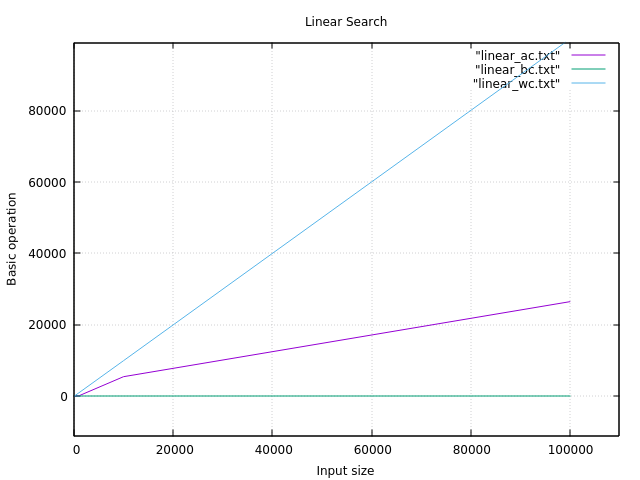 Linear Search
"linear_ac.txt"
"linear_bc.txt"
"linear_wc.txt"
80000
60000
40000
20000
0
Basic operation
0 20000 40000 60000 80000 100000
Input size